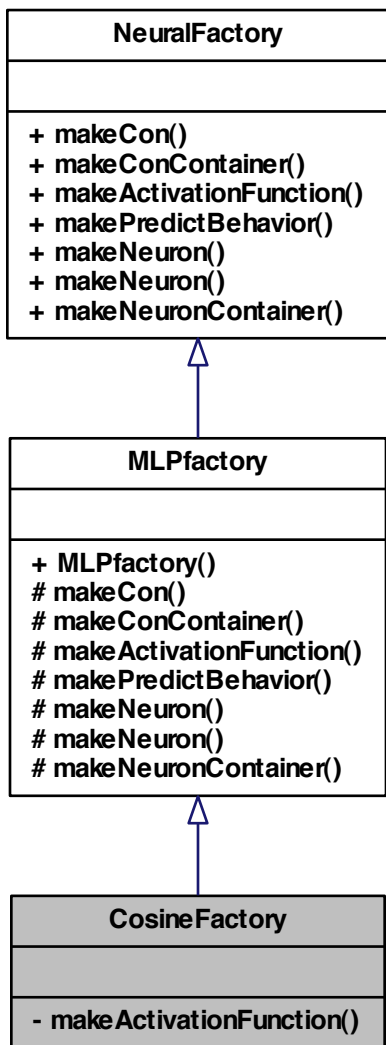 NeuralFactory
+ makeCon()
+ makeConContainer()
+ makeActivationFunction()
+ makePredictBehavior()
+ makeNeuron()
+ makeNeuron()
+ makeNeuronContainer()
MLPfactory
+ MLPfactory()
# makeCon()
# makeConContainer()
# makeActivationFunction()
# makePredictBehavior()
# makeNeuron()
# makeNeuron()
# makeNeuronContainer()
CosineFactory
- makeActivationFunction()